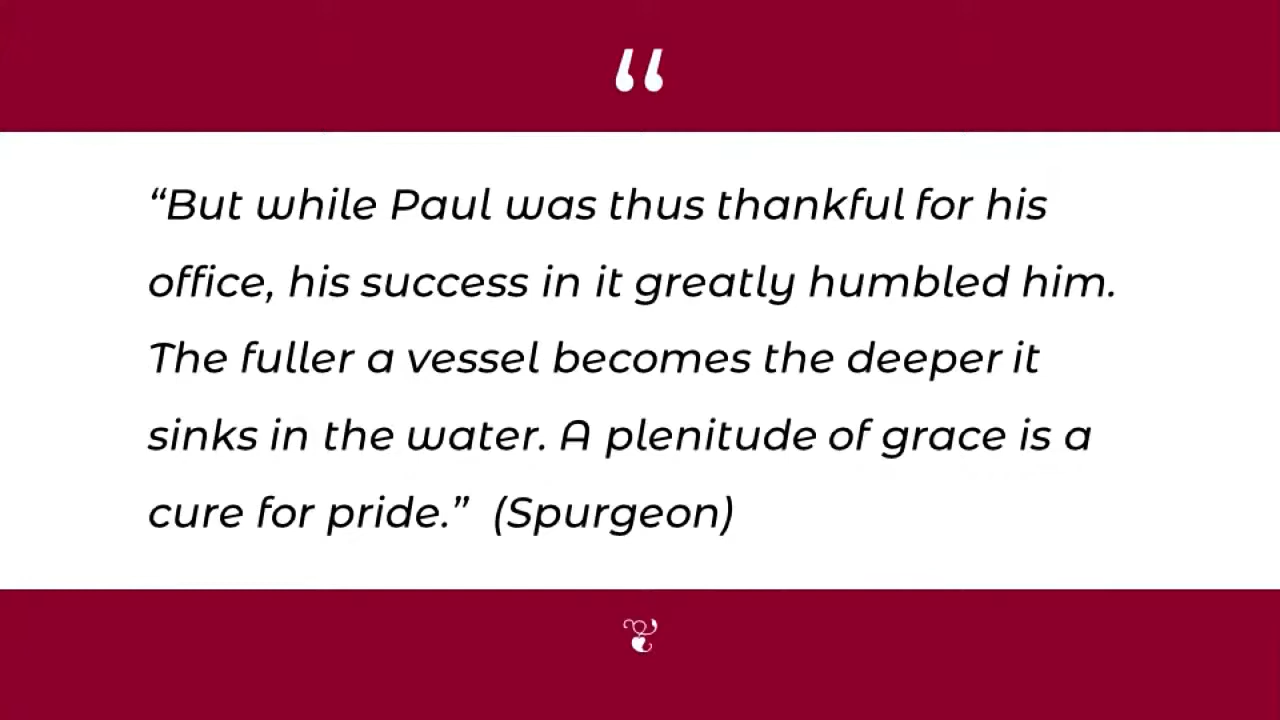 “
“But while Paul was thus thankful for his
office, his success in it greatly humbled him.
The fuller a vessel becomes the deeper it
sinks in the water. A plenitude of grace is a
cure for pride.”  (Spurgeon)